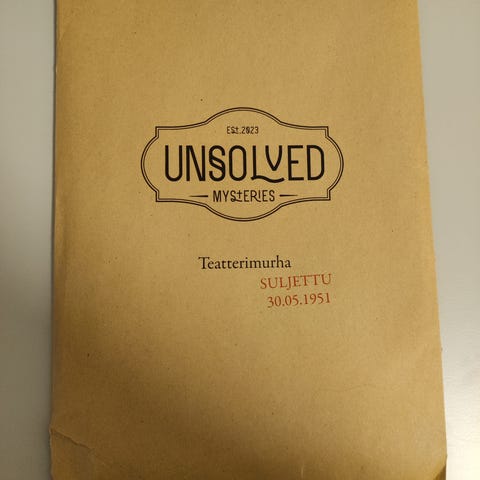 ESt.2023
UNSOLVED
MYStERIES
Teatterimurha
SULJETTU
30.05.1951